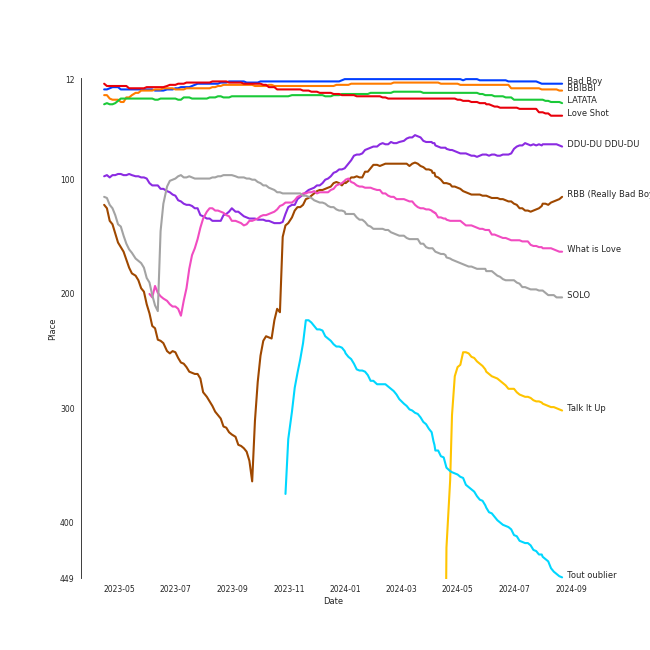 12
100
200
300
400
449
Place
2023-05 2023-07 2023-09 2023-11 2024-01 2024-03 2024-05 2024-07 2024-09
Date
Bad Boy
BIBIBBI
LATATA
Love Shot
DDU-DU DDU-DU
RBB (Really Bad Boy
What is Love
SOLO
Talk It Up
Tout oublier